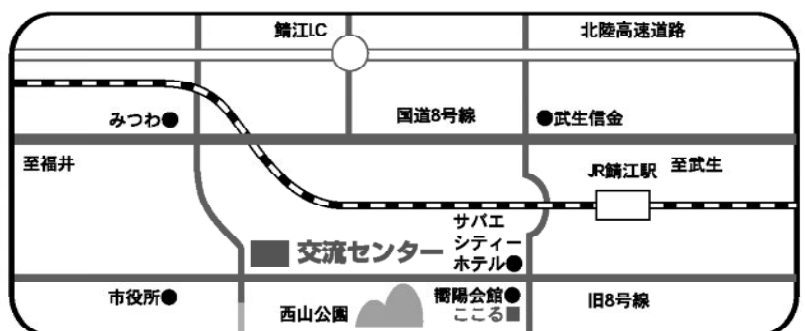 鯖江I.C
北陸高速道路
みつわ
国道8号線
武生信金
至福井
JR鯖江駅
至武生
サバエ
シティー
ホテル
交流センター
市役所
西山公園
嚮陽会館
こころ
旧8号線